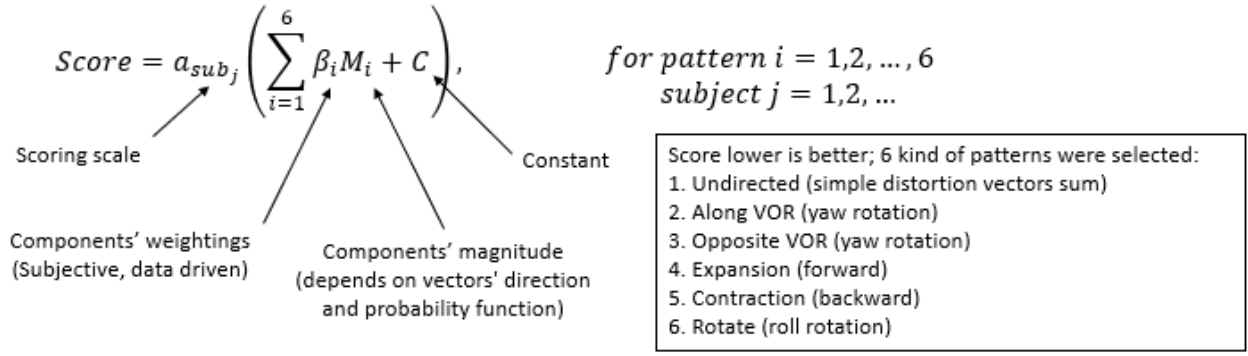 Score = a_{sub_j} ( \sum_{i=1}^{6} β_i M_i + C ),
for pattern i = 1,2, ... , 6
subject j = 1,2, ...
Scoring scale
Constant
Components' weightings
(Subjective, data driven)
Components' magnitude
(depends on vectors' direction
and probability function)
Score lower is better; 6 kind of patterns were selected:
1. Undirected (simple distortion vectors sum)
2. Along VOR (yaw rotation)
3. Opposite VOR (yaw rotation)
4. Expansion (forward)
5. Contraction (backward)
6. Rotate (roll rotation)